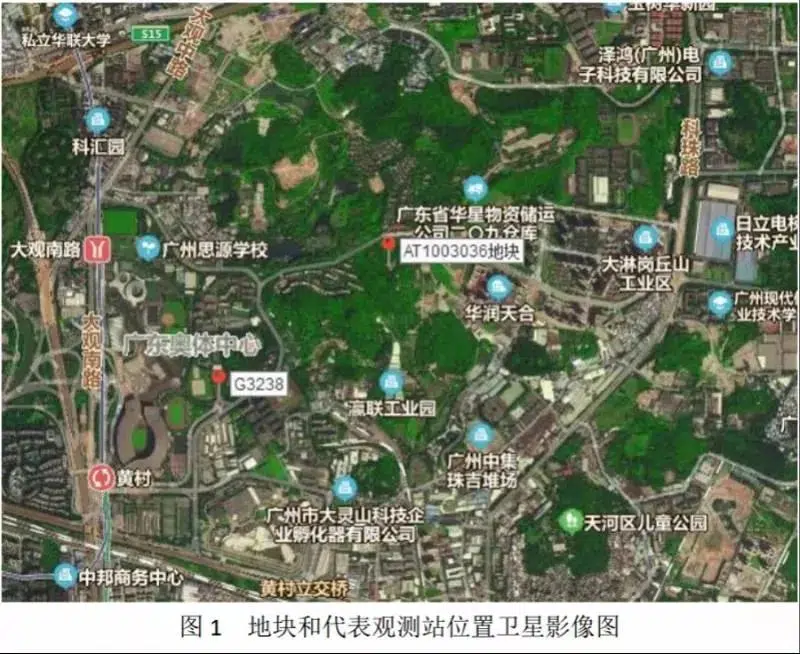 玉树华新园
私立华联大学
S15
大观中路
泽鸿(广州)电
子科技有限公司
科汇园
科珠路
广东省华星物资储运
公司二〇九仓库
大观南路
广州思源学校
AT1003036地块
日立电梯
技术产业
大淋岗丘山
工业区
华润天合
广州现代信
业技术学
大观南路
广东奥体中心
G3238
瀛联工业园
广州中集
珠吉堆场
黄村
广州市大灵山科技企
业孵化器有限公司
天河区儿童公园
中邦商务中心
黄村立交桥
图 1 地块和代表观测站位置卫星影像图